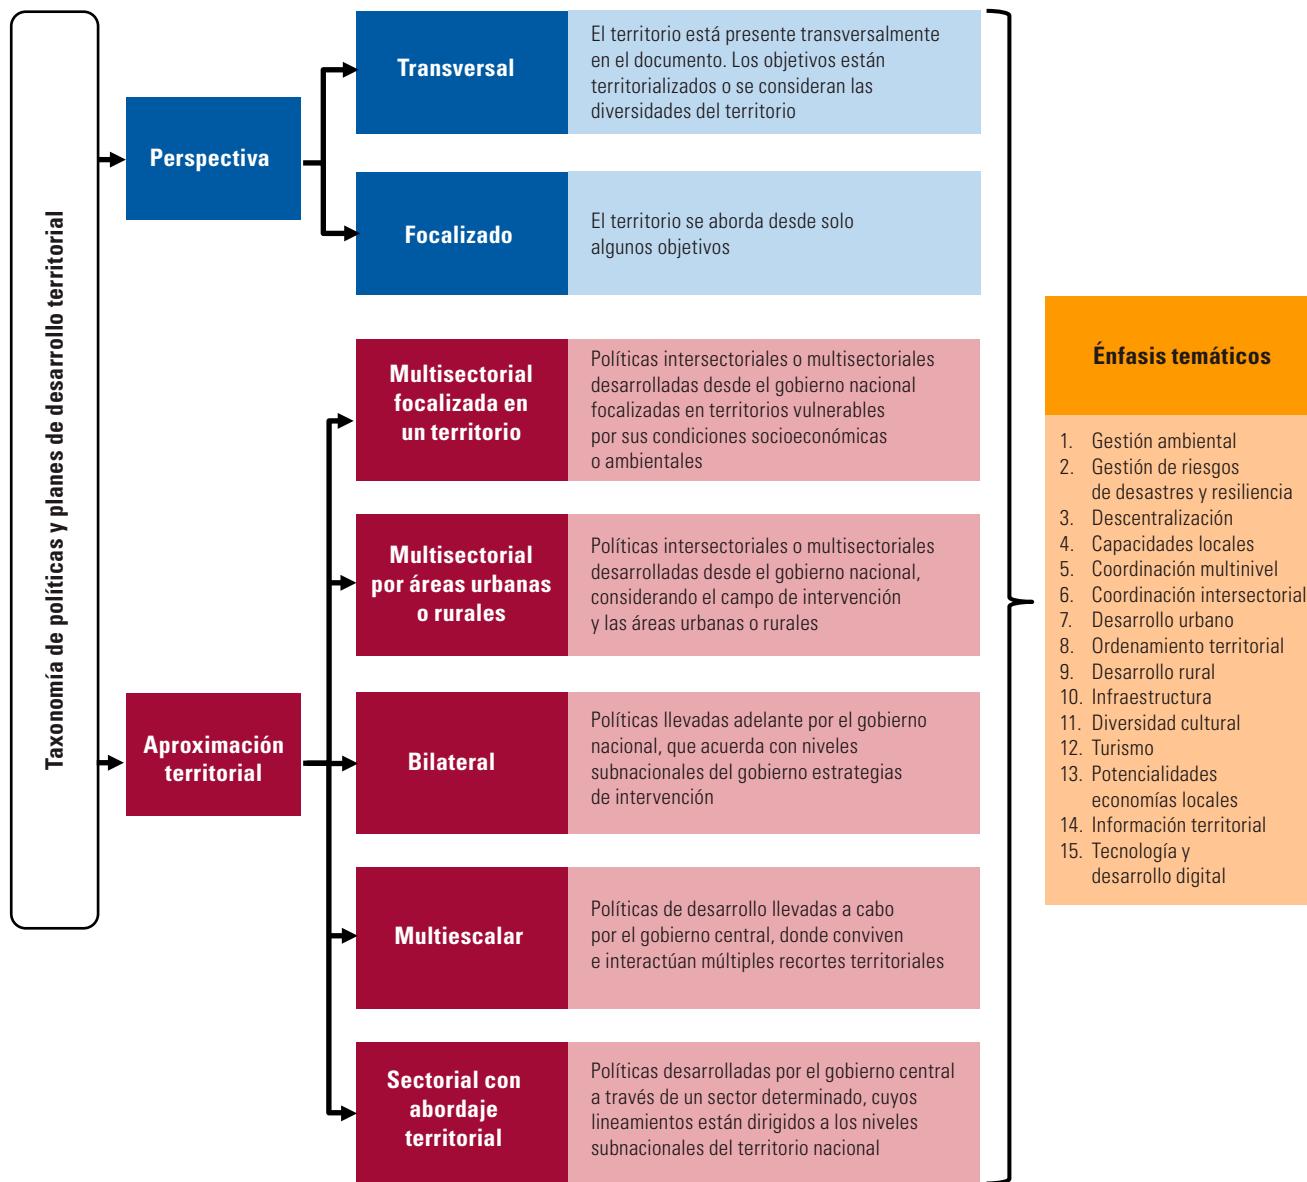 Taxonomía de políticas y planes de desarrollo territorial
Perspectiva
Transversal
El territorio está presente transversalmente
en el documento. Los objetivos están
territorializados o se consideran las
diversidades del territorio
Focalizado
El territorio se aborda desde solo
algunos objetivos
Aproximación
territorial
Multisectorial
focalizada en
un territorio
Políticas intersectoriales o multisectoriales
desarrolladas desde el gobierno nacional
focalizadas en territorios vulnerables
por sus condiciones socioeconómicas
o ambientales
Multisectorial
por áreas urbanas
o rurales
Políticas intersectoriales o multisectoriales
desarrolladas desde el gobierno nacional,
considerando el campo de intervención
y las áreas urbanas o rurales
Bilateral
Políticas llevadas adelante por el gobierno
nacional, que acuerda con niveles
subnacionales del gobierno estrategias
de intervención
Multiescalar
Políticas de desarrollo llevadas a cabo
por el gobierno central, donde conviven
e interactúan múltiples recortes territoriales
Sectorial con
abordaje
territorial
Políticas desarrolladas por el gobierno central
a través de un sector determinado, cuyos
lineamientos están dirigidos a los niveles
subnacionales del territorio nacional
Énfasis temáticos
1. Gestión ambiental
2. Gestión de riesgos
de desastres y resiliencia
3. Descentralización
4. Capacidades locales
5. Coordinación multinivel
6. Coordinación intersectorial
7. Desarrollo urbano
8. Ordenamiento territorial
9. Desarrollo rural
10. Infraestructura
11. Diversidad cultural
12. Turismo
13. Potencialidades
economías locales
14. Información territorial
15. Tecnología y
desarrollo digital